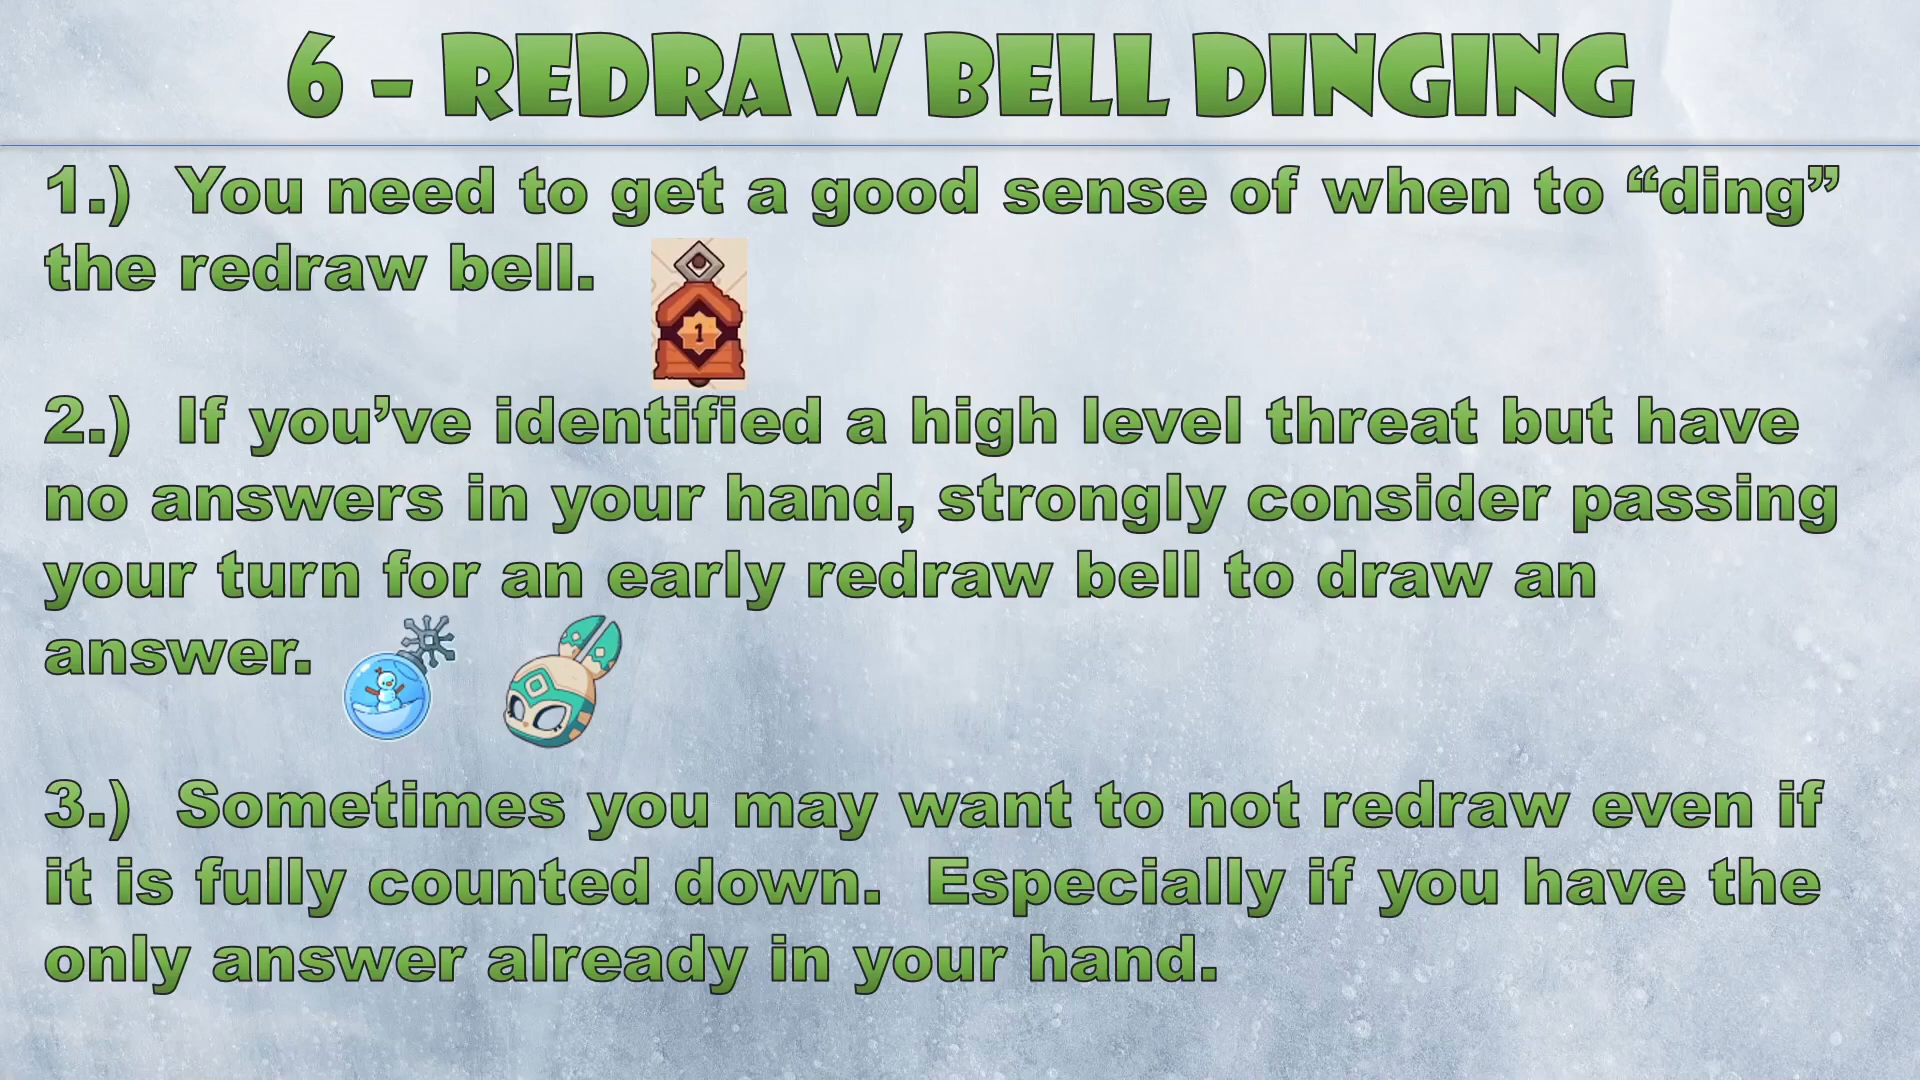 6 – REDRAW BELL DINGING
1.)  You need to get a good sense of when to “ding”
the redraw bell.
1
2.)  If you’ve identified a high level threat but have
no answers in your hand, strongly consider passing
your turn for an early redraw bell to draw an
answer.
3.)  Sometimes you may want to not redraw even if
it is fully counted down.  Especially if you have the
only answer already in your hand.